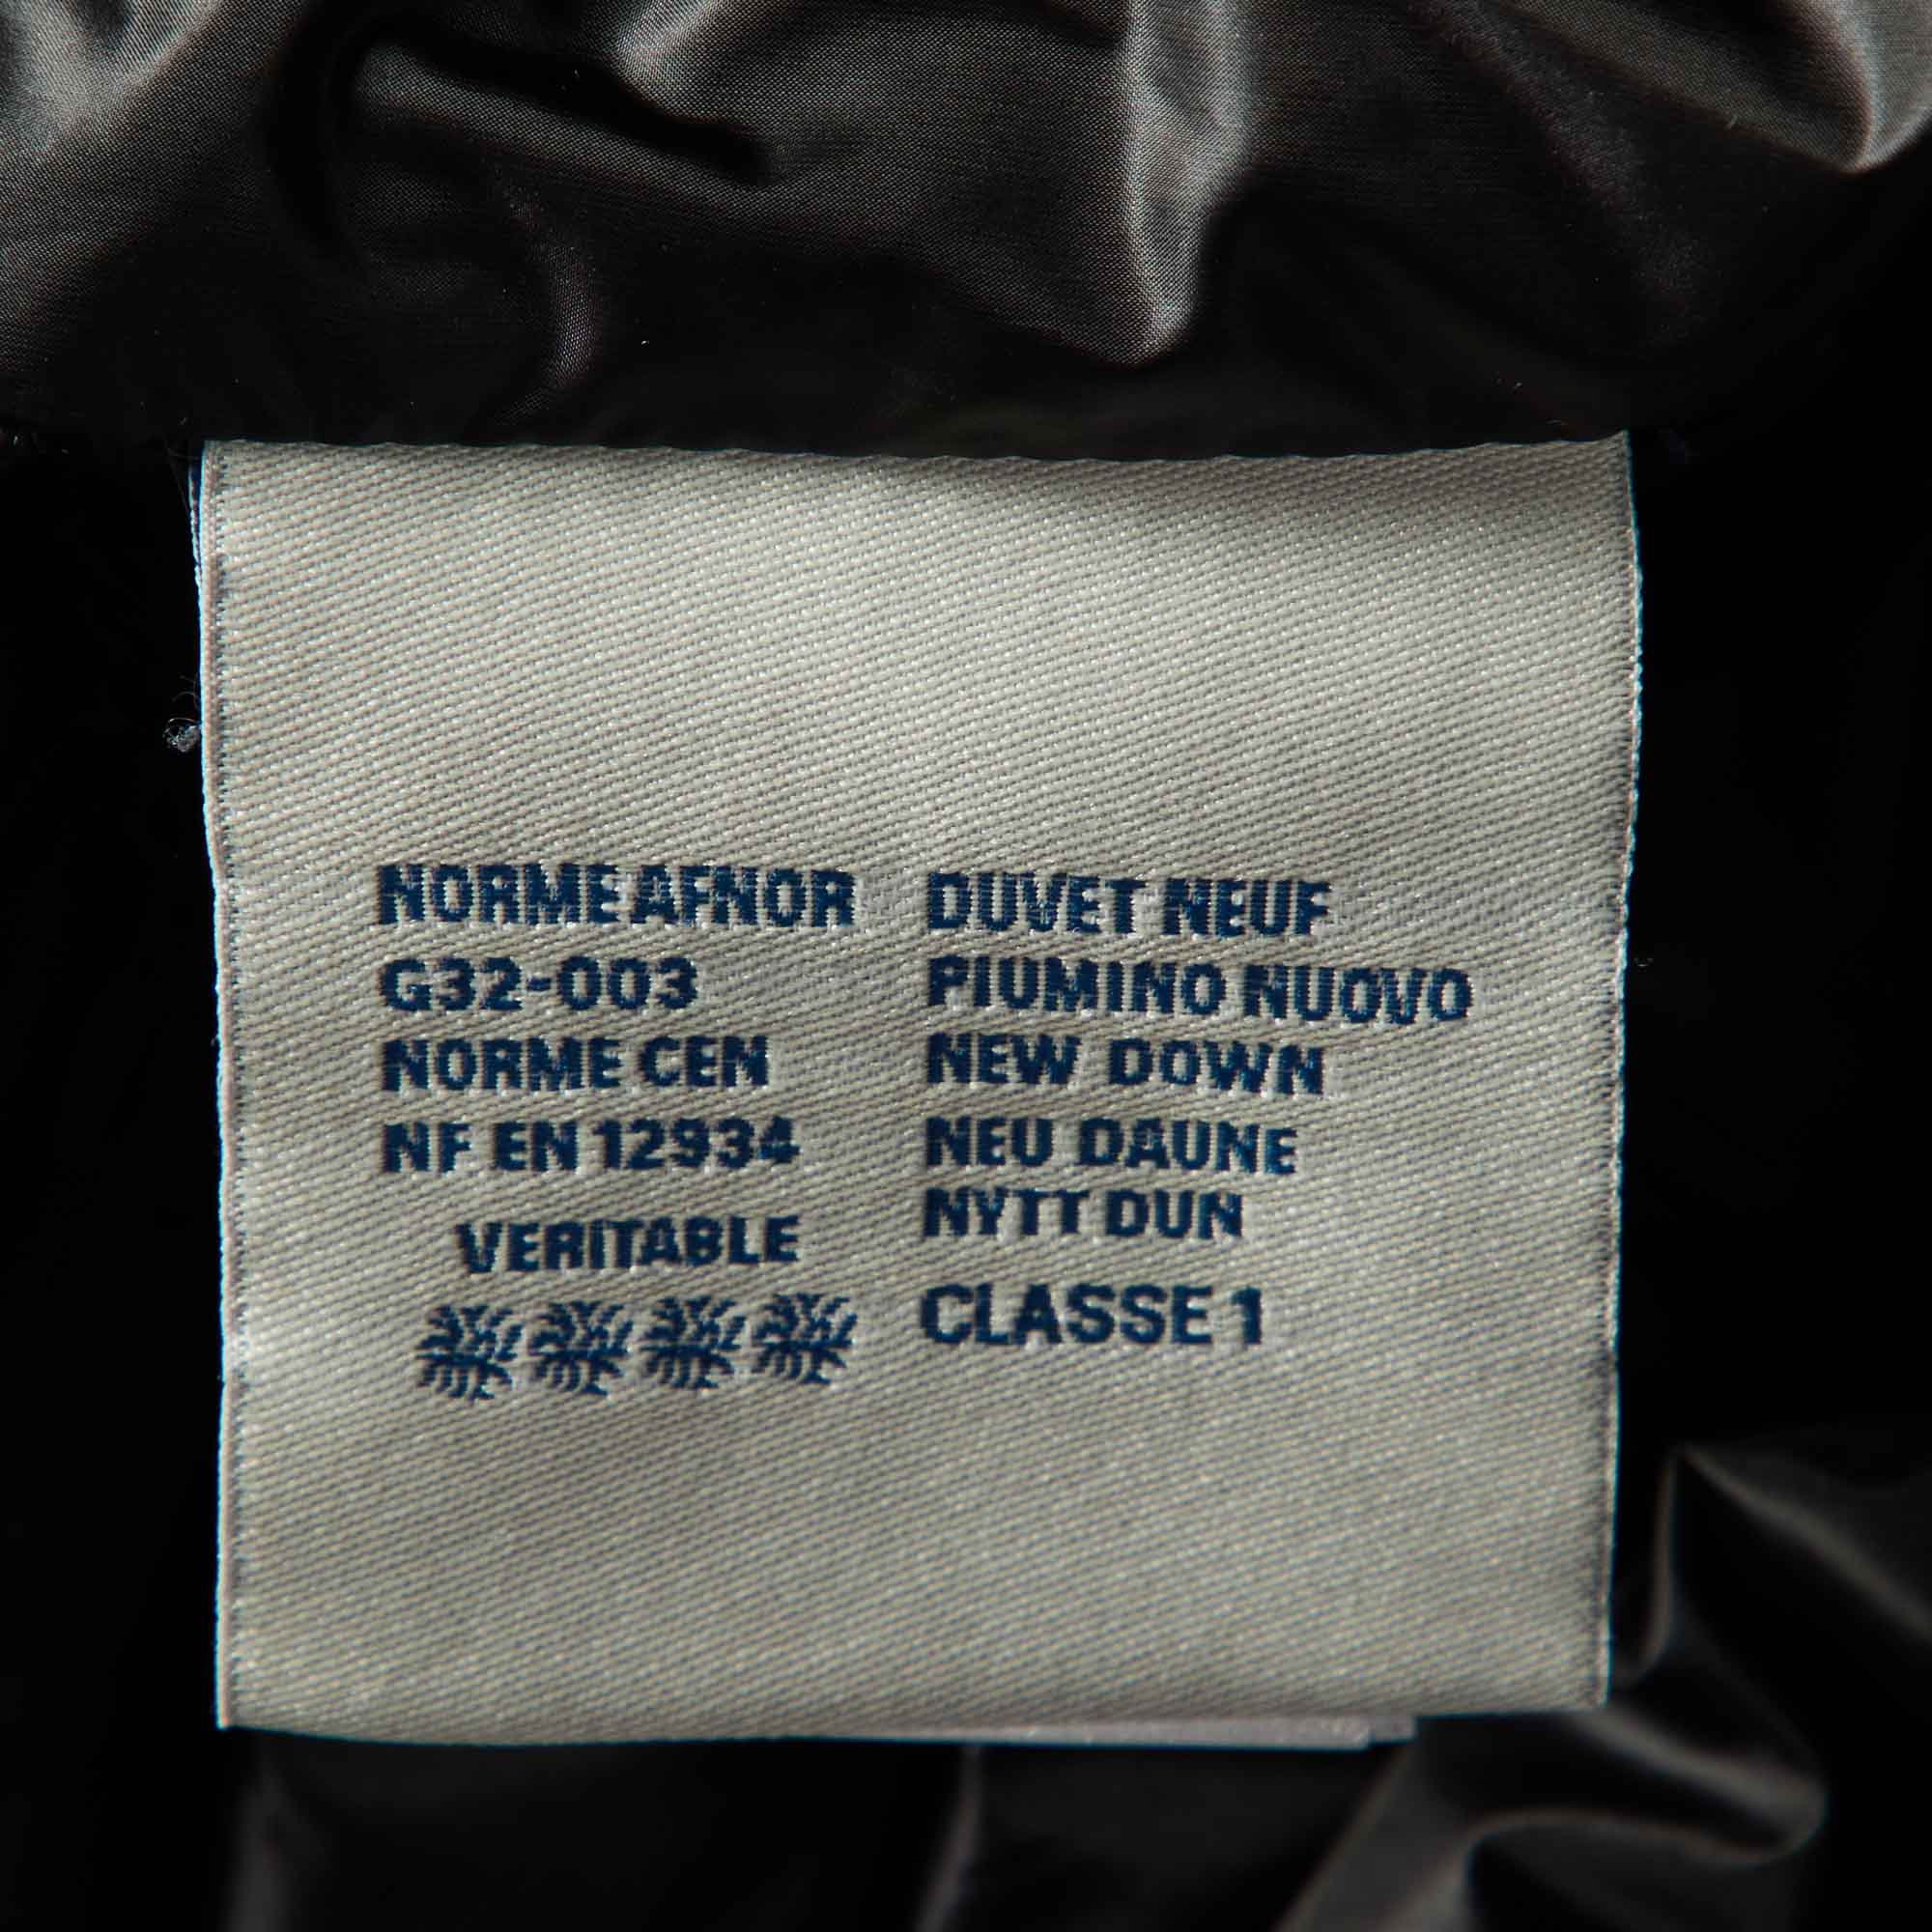 NORME AFNOR
G32-003
NORME CEN
NF EN 12934
VERITABLE
DUVET NEUF
PIUMINO NUOVO
NEW DOWN
NEU DAUNE
NYTT DUN
CLASSE 1